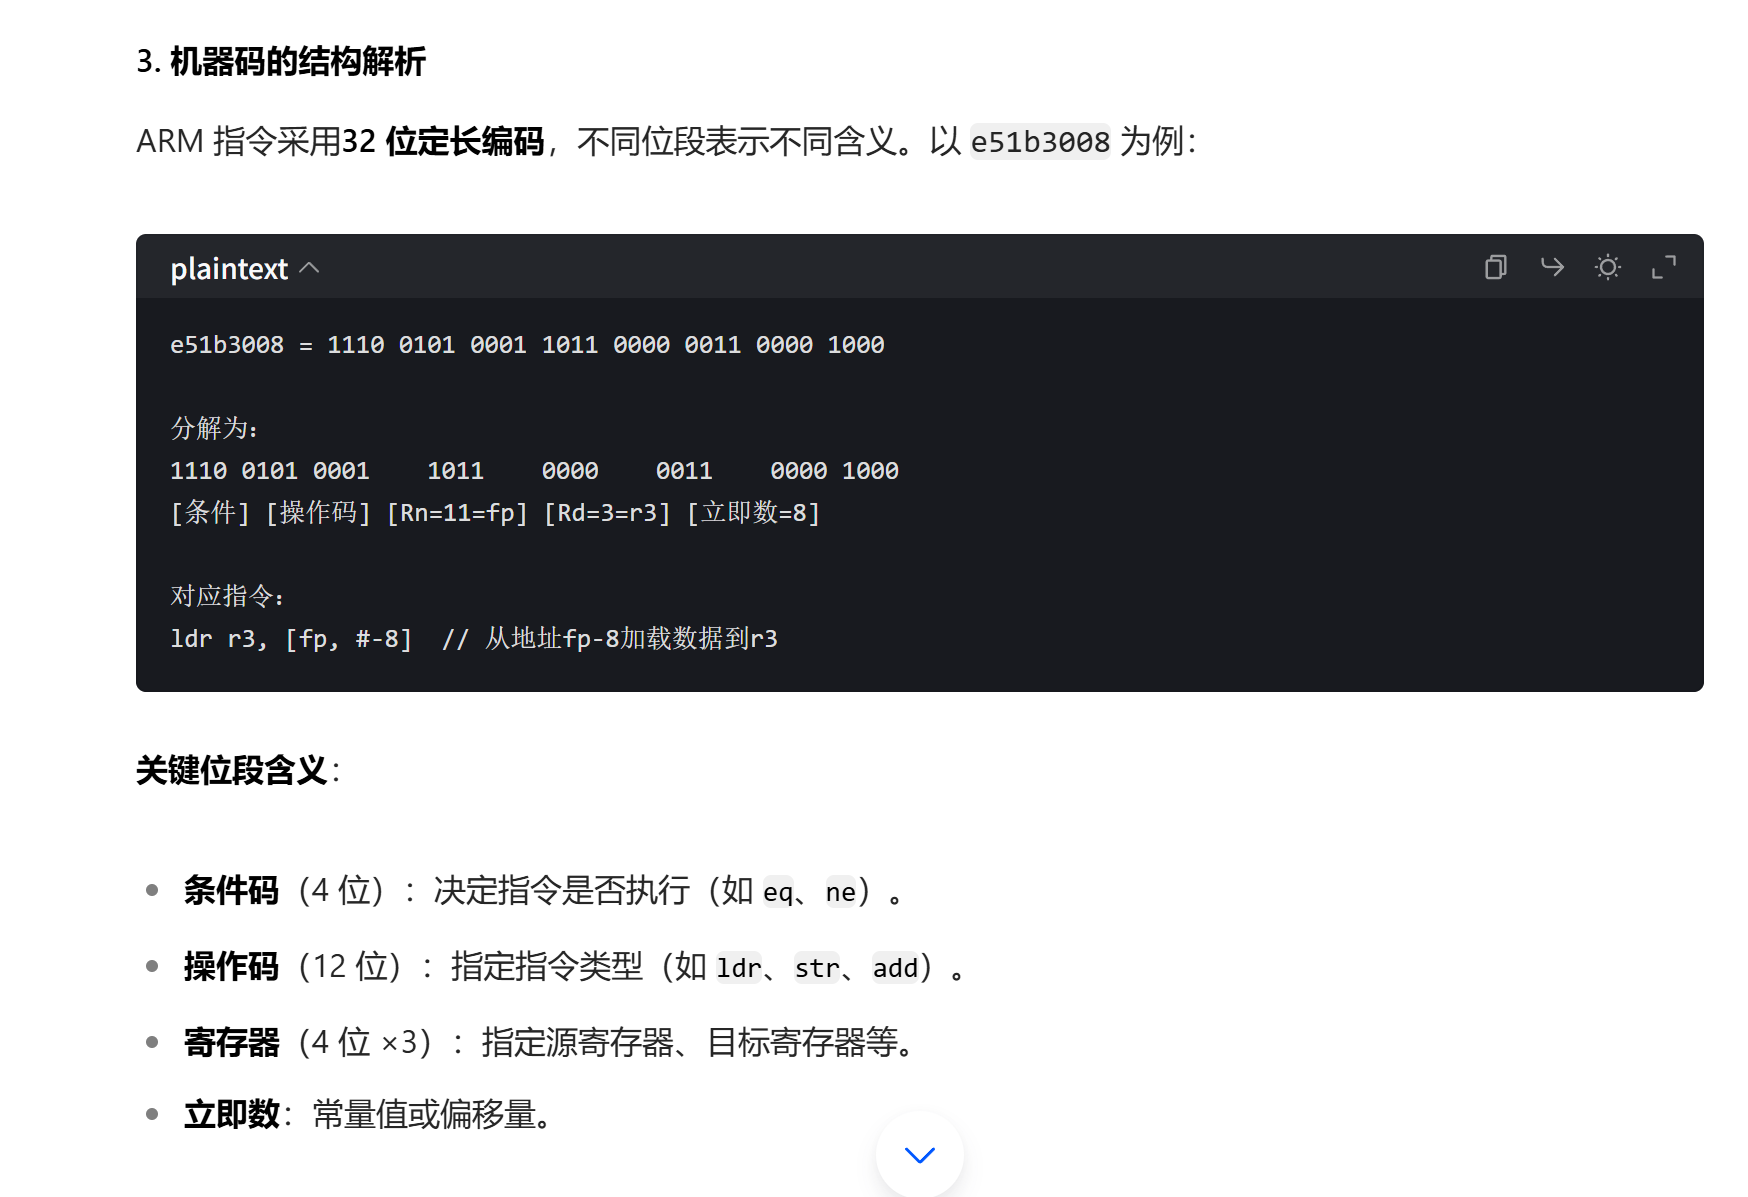 3. 机器码的结构解析
ARM 指令采用32 位定长编码，不同位段表示不同含义。以 e51b3008 为例：
plaintext
e51b3008 = 1110 0101 0001 1011 0000 0011 0000 1000
分解为：
1110 0101 0001    1011    0000    0011    0000 1000
[条件] [操作码] [Rn=11=fp] [Rd=3=r3] [立即数=8]
对应指令：
ldr r3, [fp, #-8]  // 从地址fp-8加载数据到r3
关键位段含义：
条件码（4 位）：决定指令是否执行（如 eq、ne）。
操作码（12 位）：指定指令类型（如 ldr、str、add）。
寄存器（4 位 ×3）：指定源寄存器、目标寄存器等。
立即数：常量值或偏移量。